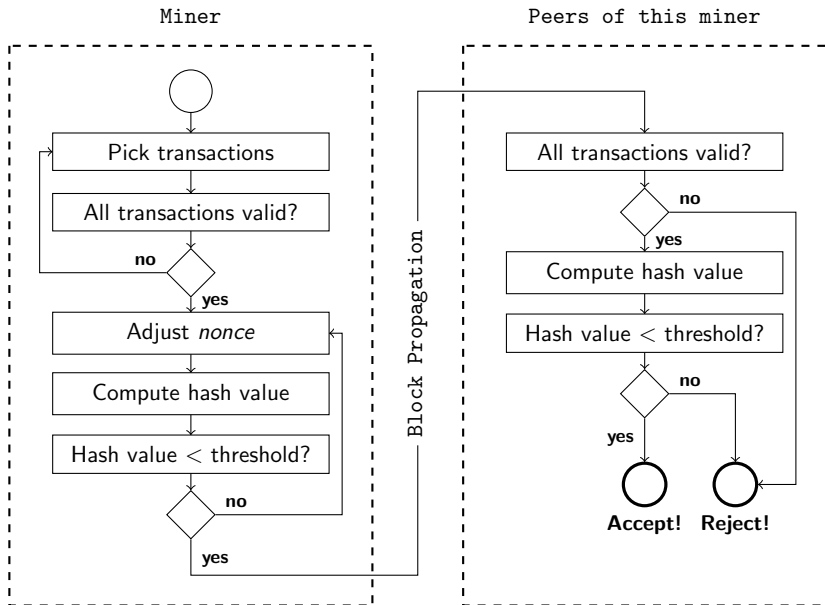 Miner
Pick transactions
All transactions valid?
no
yes
Adjust nonce
Compute hash value
Hash value < threshold?
no
yes
Block Propagation
Peers of this miner
All transactions valid?
no
yes
Compute hash value
Hash value < threshold?
no
yes
Accept!
Reject!